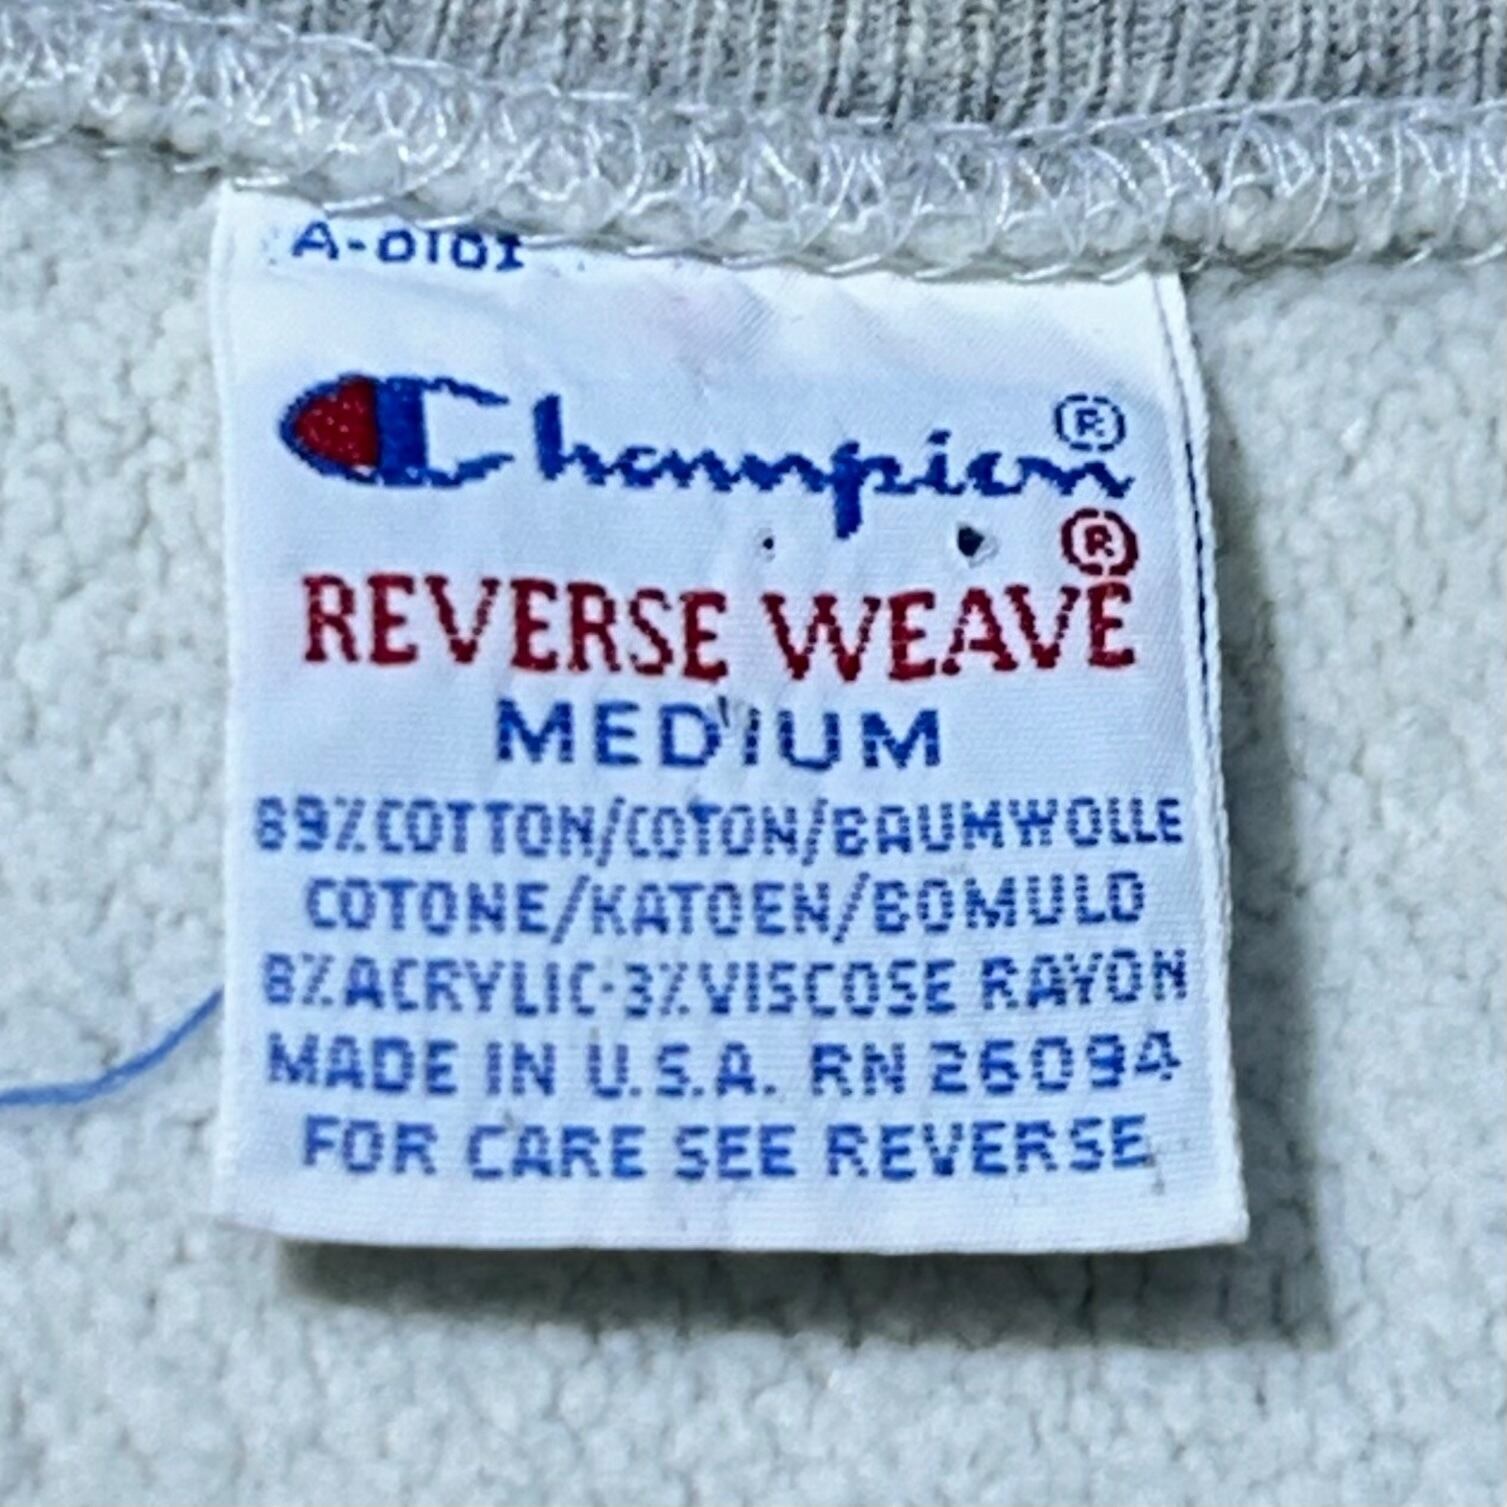 A-0101
Champion®
®
REVERSE WEAVE
MEDIUM
89%COTTON/COTON/BAUMWOLLE
COTONE/KATOEN/BOMULD
8%ACRYLIC-3%VISCOSE RAYON
MADE IN U.S.A. RN 26094
FOR CARE SEE REVERSE